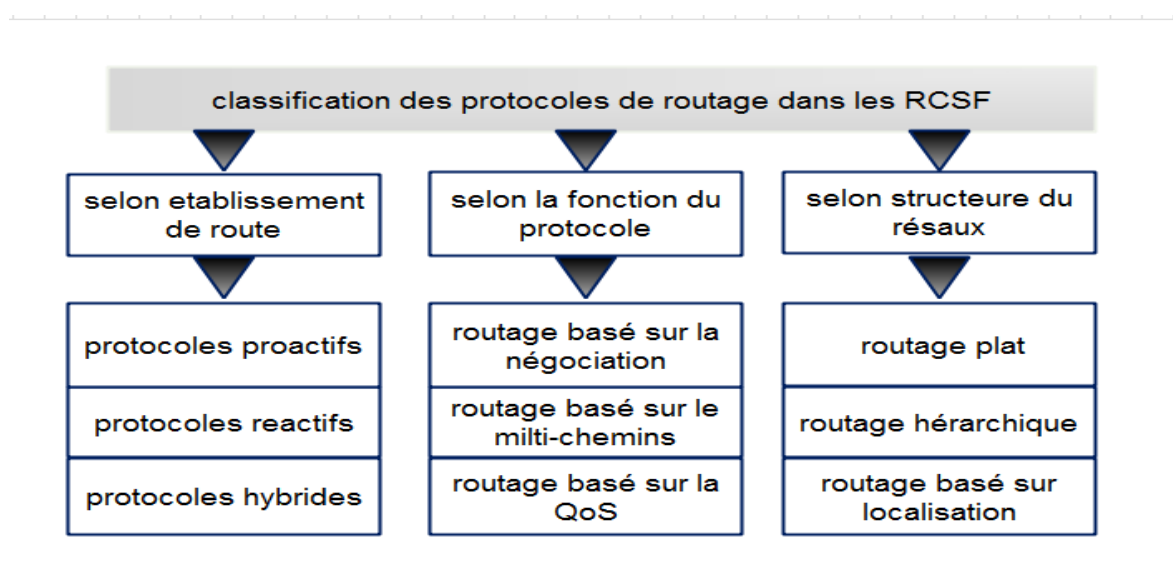 classification des protocoles de routage dans les RCSF
selon etablissement
de route
selon la fonction du
protocole
selon structeure du
résaux
protocoles proactifs
protocoles reactifs
protocoles hybrides
routage basé sur la
négociation
routage basé sur le
milti-chemins
routage basé sur la
QoS
routage plat
routage hérarchique
routage basé sur
localisation